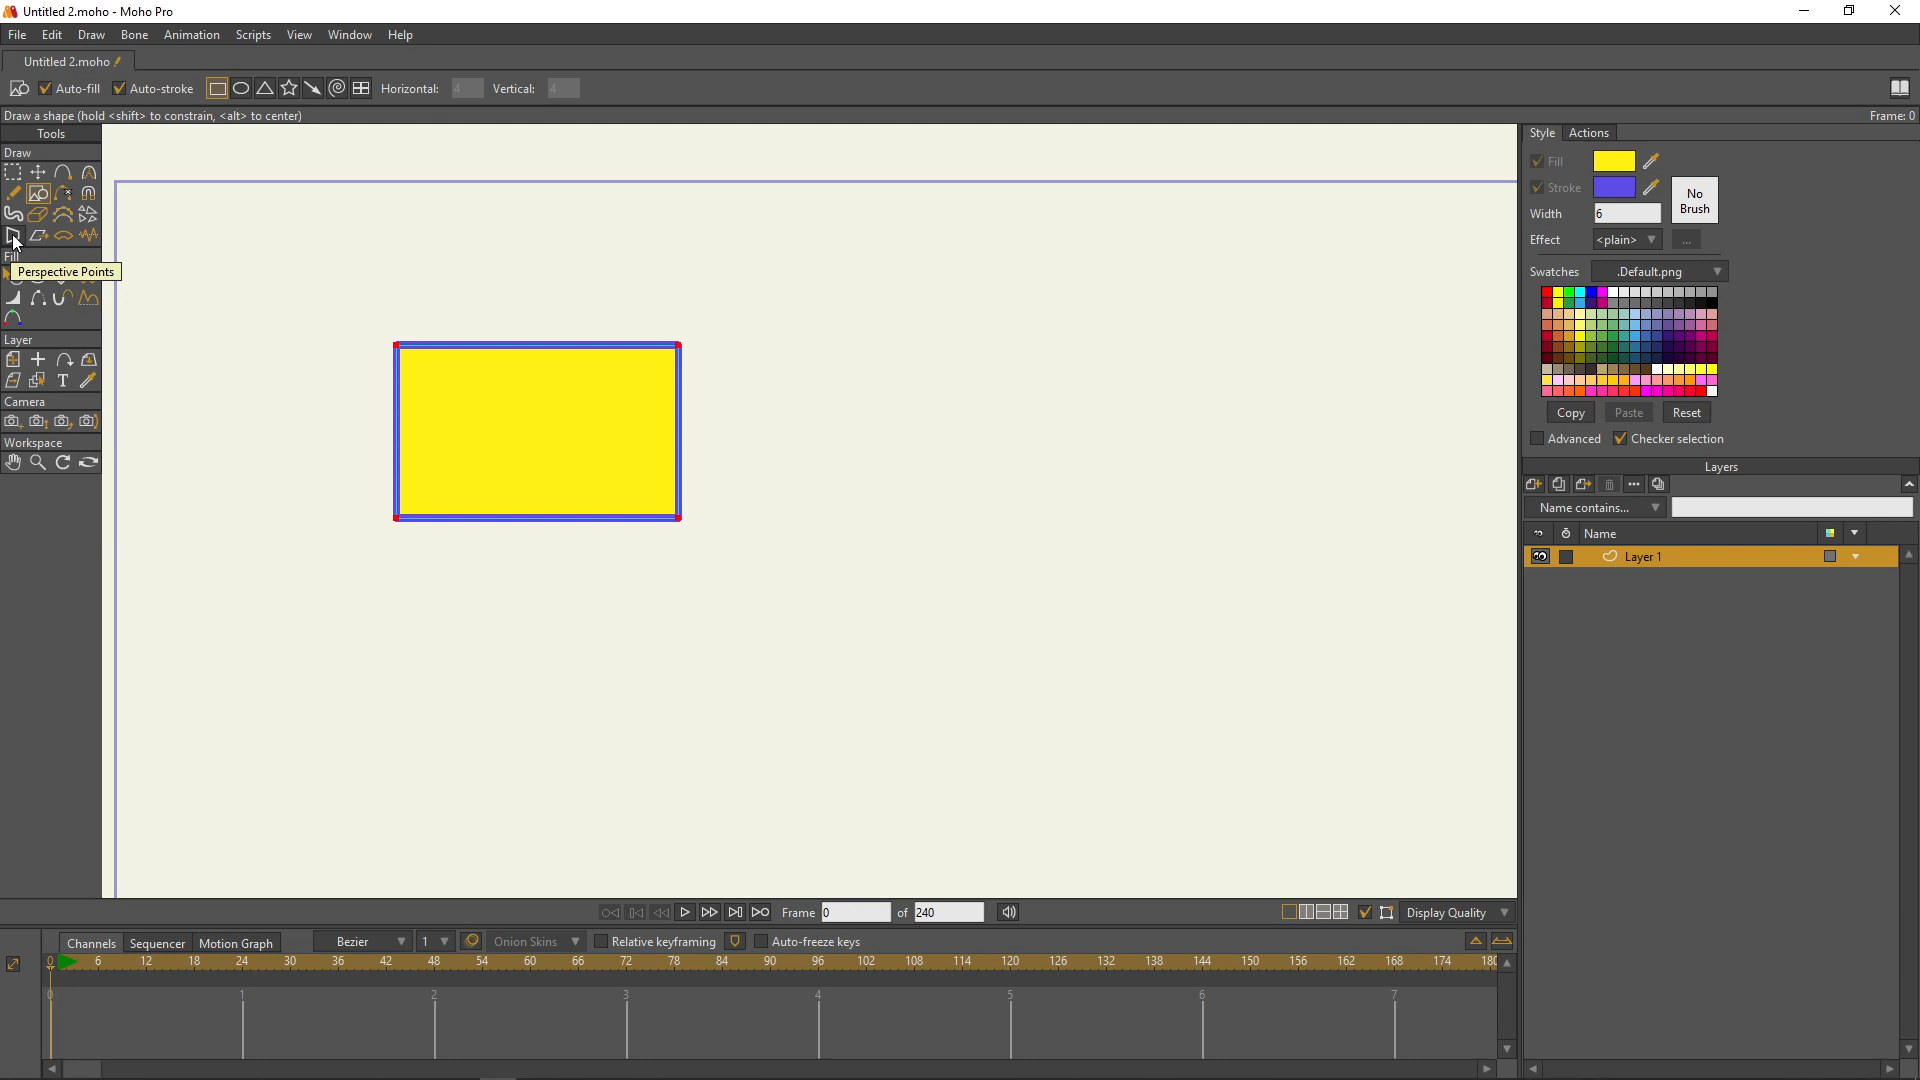 Untitled 2.moho - Moho Pro
File Edit Draw Bone Animation Scripts View Window Help
Untitled 2.moho
Auto-fill Auto-stroke Horizontal: 4 Vertical: 4
Draw a shape (hold <shift> to constrain, <alt> to center) Frame: 0
Tools
Draw
Fill
Perspective Points
Layer
T
Camera
Workspace
Style Actions
Fill
Stroke
No
Brush
Width 6
Effect <plain> ...
Swatches .Default.png
Copy Paste Reset
Advanced Checker selection
Layers
Name contains...
Name
Layer 1
Frame 0 of 240 Display Quality
Channels Sequencer Motion Graph Bezier 1 Onion Skins Relative keyframing Auto-freeze keys
0 6 12 18 24 30 36 42 48 54 60 66 72 78 84 90 96 102 108 114 120 126 132 138 144 150 156 162 168 174 180
0 1 2 3 4 5 6 7